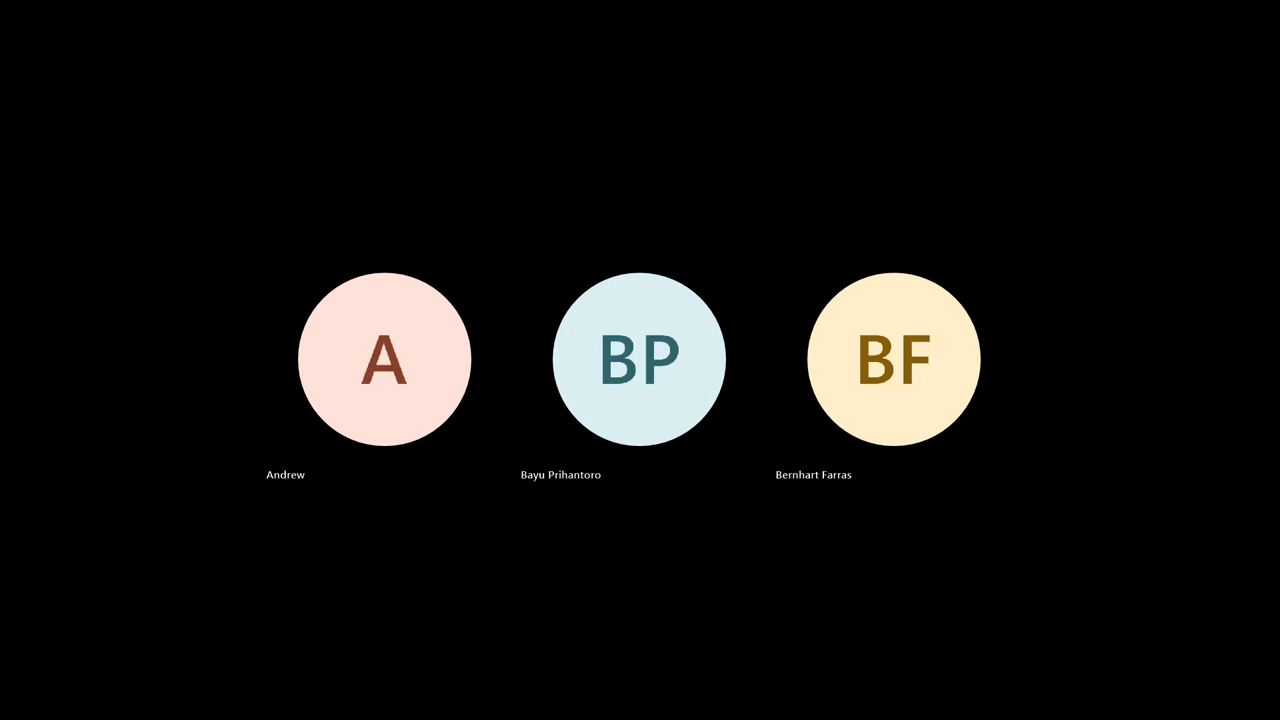 A
BP
BF
Andrew
Bayu Prihantoro
Bernhart Farras